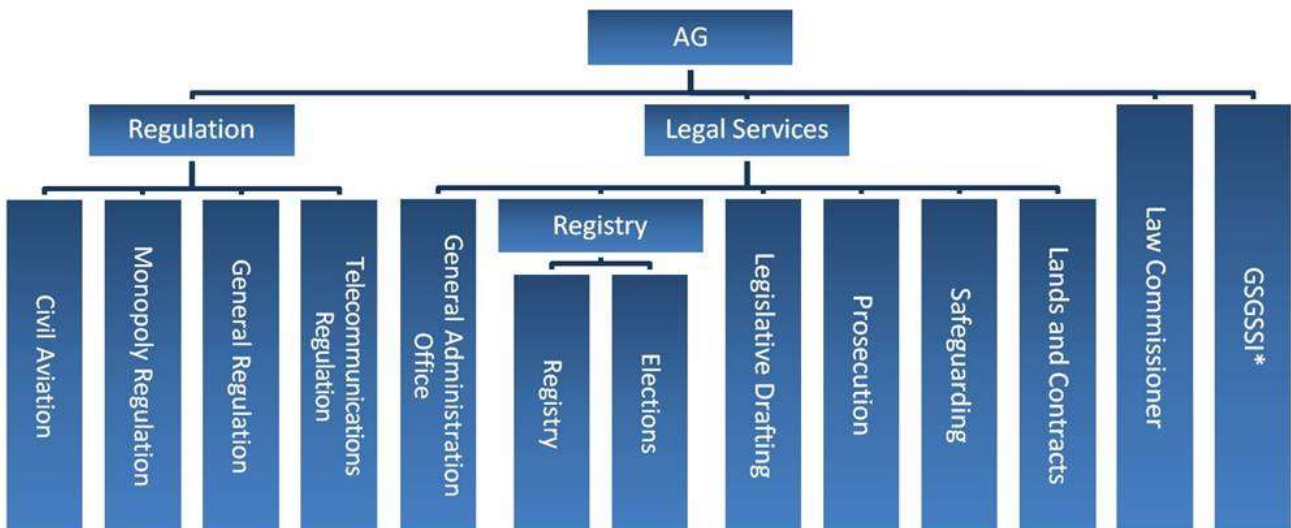 AG
Regulation
Legal Services
Law Commissioner
GSGSSI*
Civil Aviation
Monopoly Regulation
General Regulation
Telecommunications
Regulation
General Administration
Office
Registry
Registry
Elections
Legislative Drafting
Prosecution
Safeguarding
Lands and Contracts